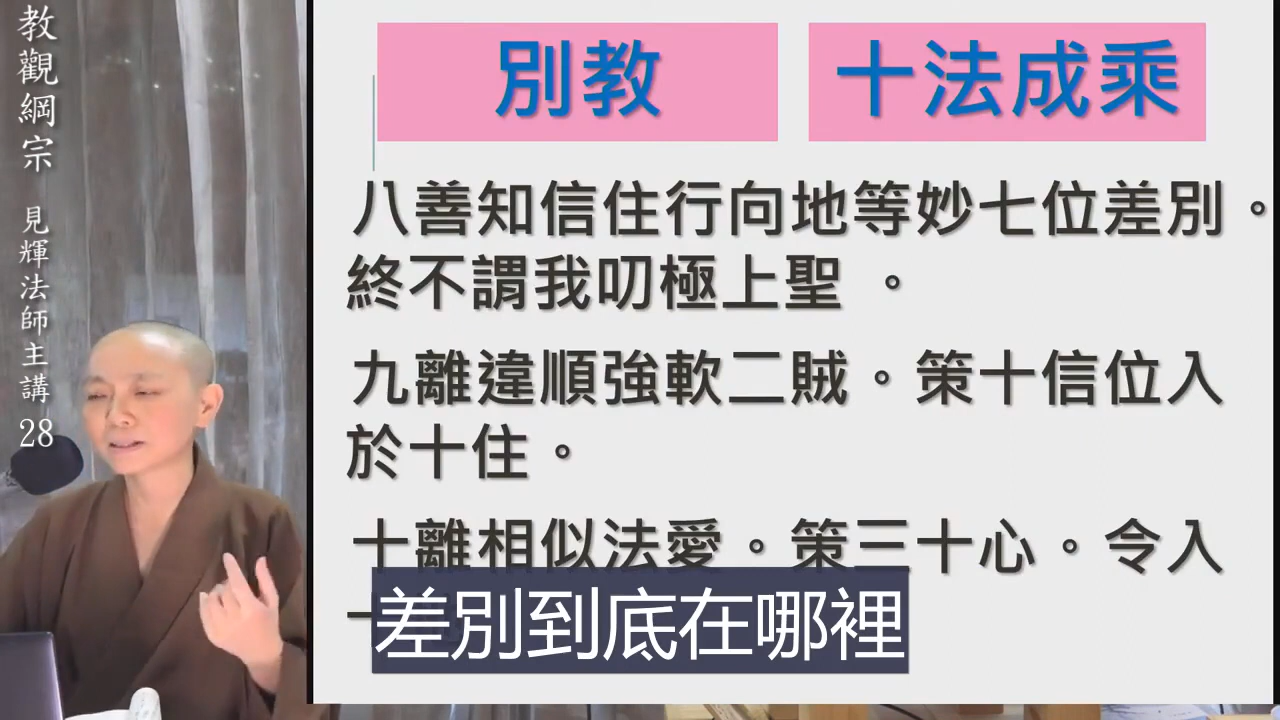 教觀綱宗 見輝法師主講 28
別教 十法成乘
八善知信住行向地等妙七位差別。
終不謂我叨極上聖 。
九離違順強軟二賊。策十信位入
於十住。
十離相似法愛。策三十心。令入
差別到底在哪裡